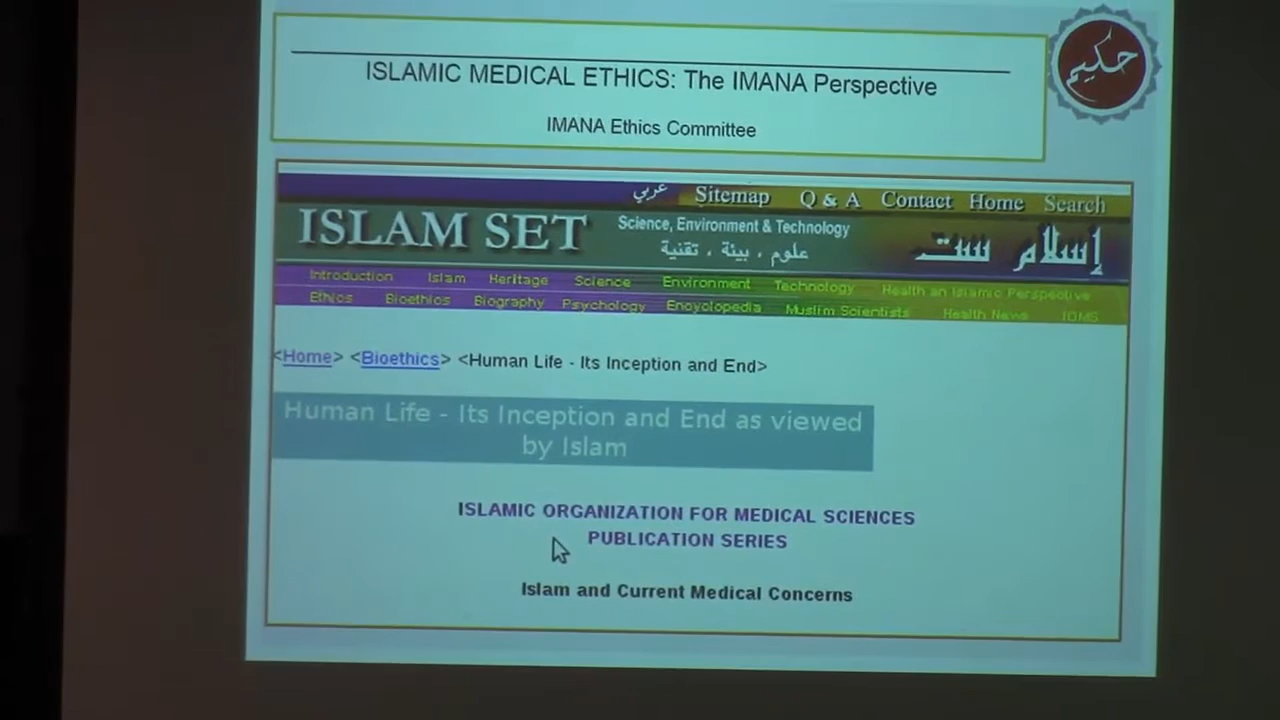 ISLAMIC MEDICAL ETHICS: The IMANA Perspective
IMANA Ethics Committee
حكيم
عربي Sitemap Q & A Contact Home Search
ISLAM SET Science, Environment & Technology إسلام ست
علوم ، بيئة ، تقنية
Introduction Islam Heritage Science Environment Technology Health an Islamic Perspective
Ethics Bioethics Biography Psychology Encyclopedia Muslim Scientists Health News IOMS
<Home> <Bioethics> <Human Life - Its Inception and End>
Human Life - Its Inception and End as viewed
by Islam
ISLAMIC ORGANIZATION FOR MEDICAL SCIENCES
PUBLICATION SERIES
Islam and Current Medical Concerns